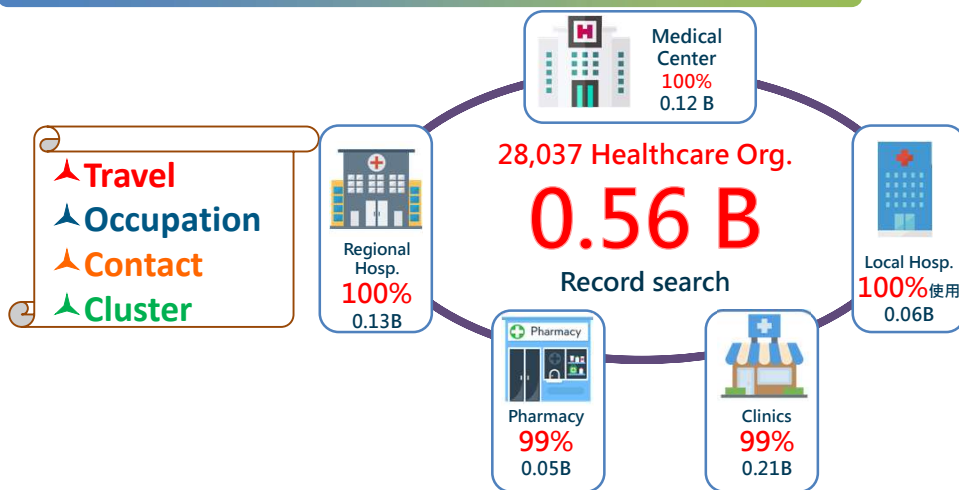 Travel
Occupation
Contact
Cluster
H
Medical
Center
100%
0.12 B
28,037 Healthcare Org.
0.56 B
Record search
Regional
Hosp.
100%
0.13B
Local Hosp.
100%使用
0.06B
Pharmacy
Pharmacy
99%
0.05B
Clinics
99%
0.21B